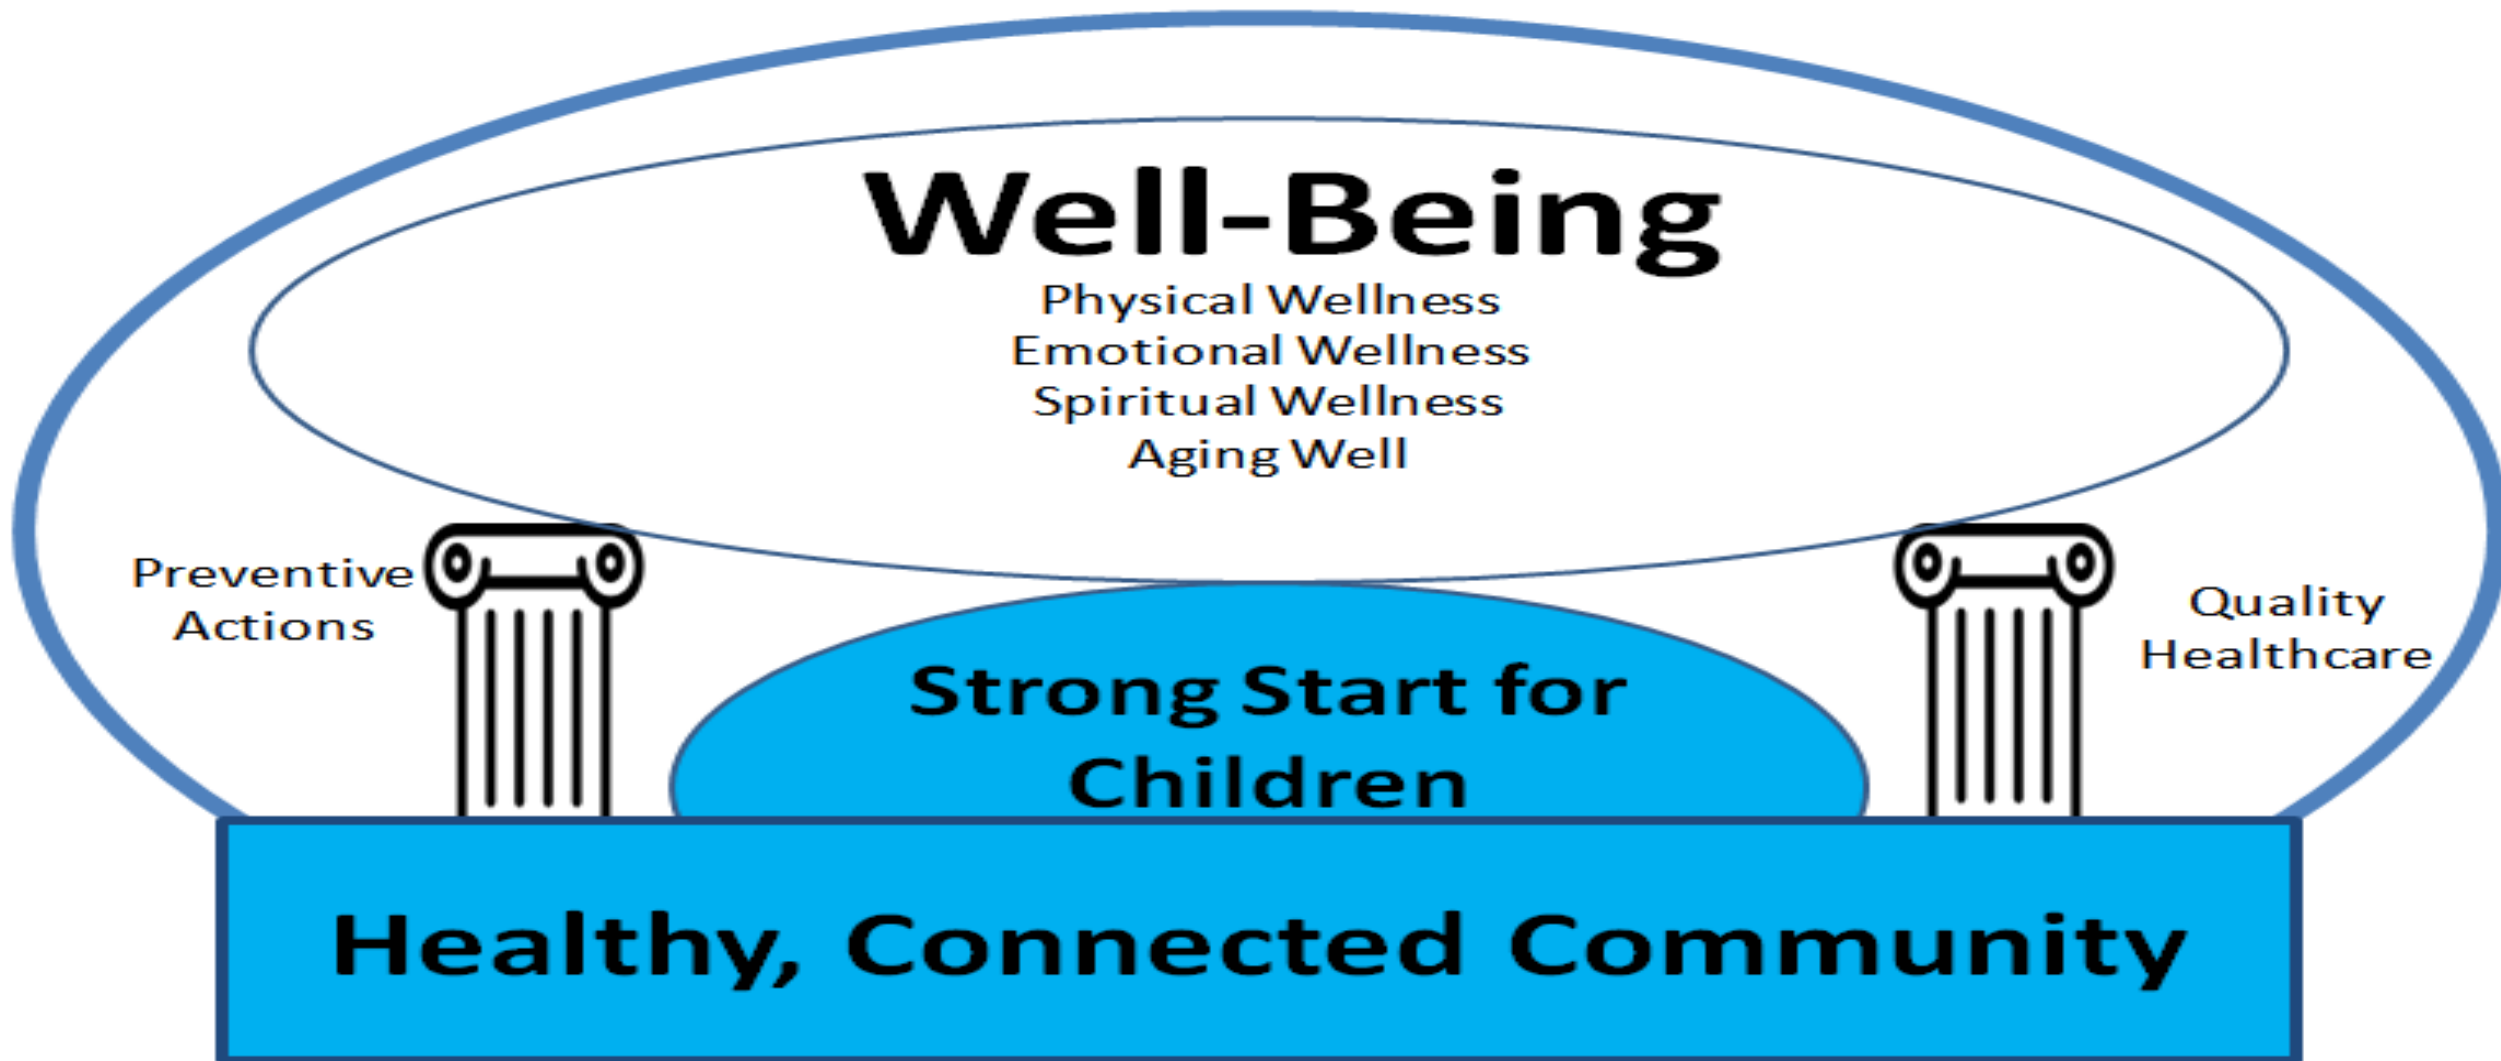 Well-Being
Physical Wellness
Emotional Wellness
Spiritual Wellness
Aging Well
Preventive
Actions
Quality
Healthcare
Strong Start for
Children
Healthy, Connected Community